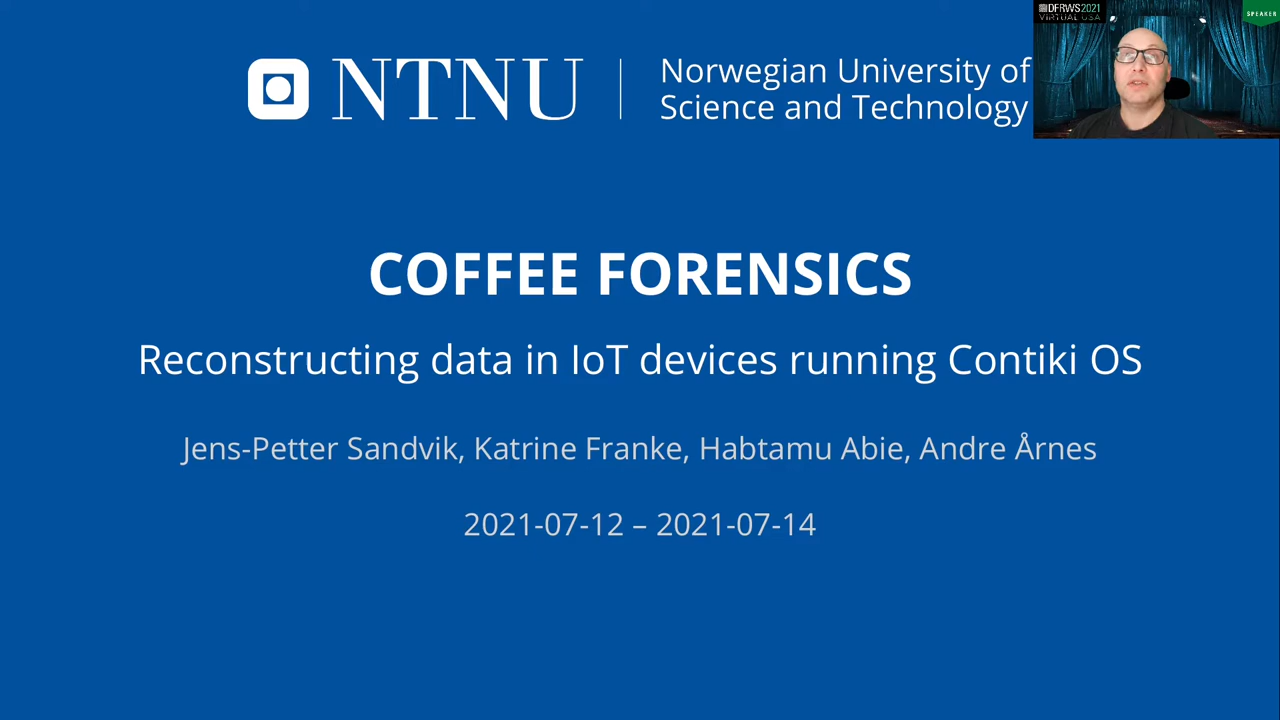 NTNU
Norwegian University of
Science and Technology
DFRWS2021
VIRTUAL USA
SPEAKER
COFFEE FORENSICS
Reconstructing data in IoT devices running Contiki OS
Jens-Petter Sandvik, Katrine Franke, Habtamu Abie, Andre Årnes
2021-07-12 – 2021-07-14